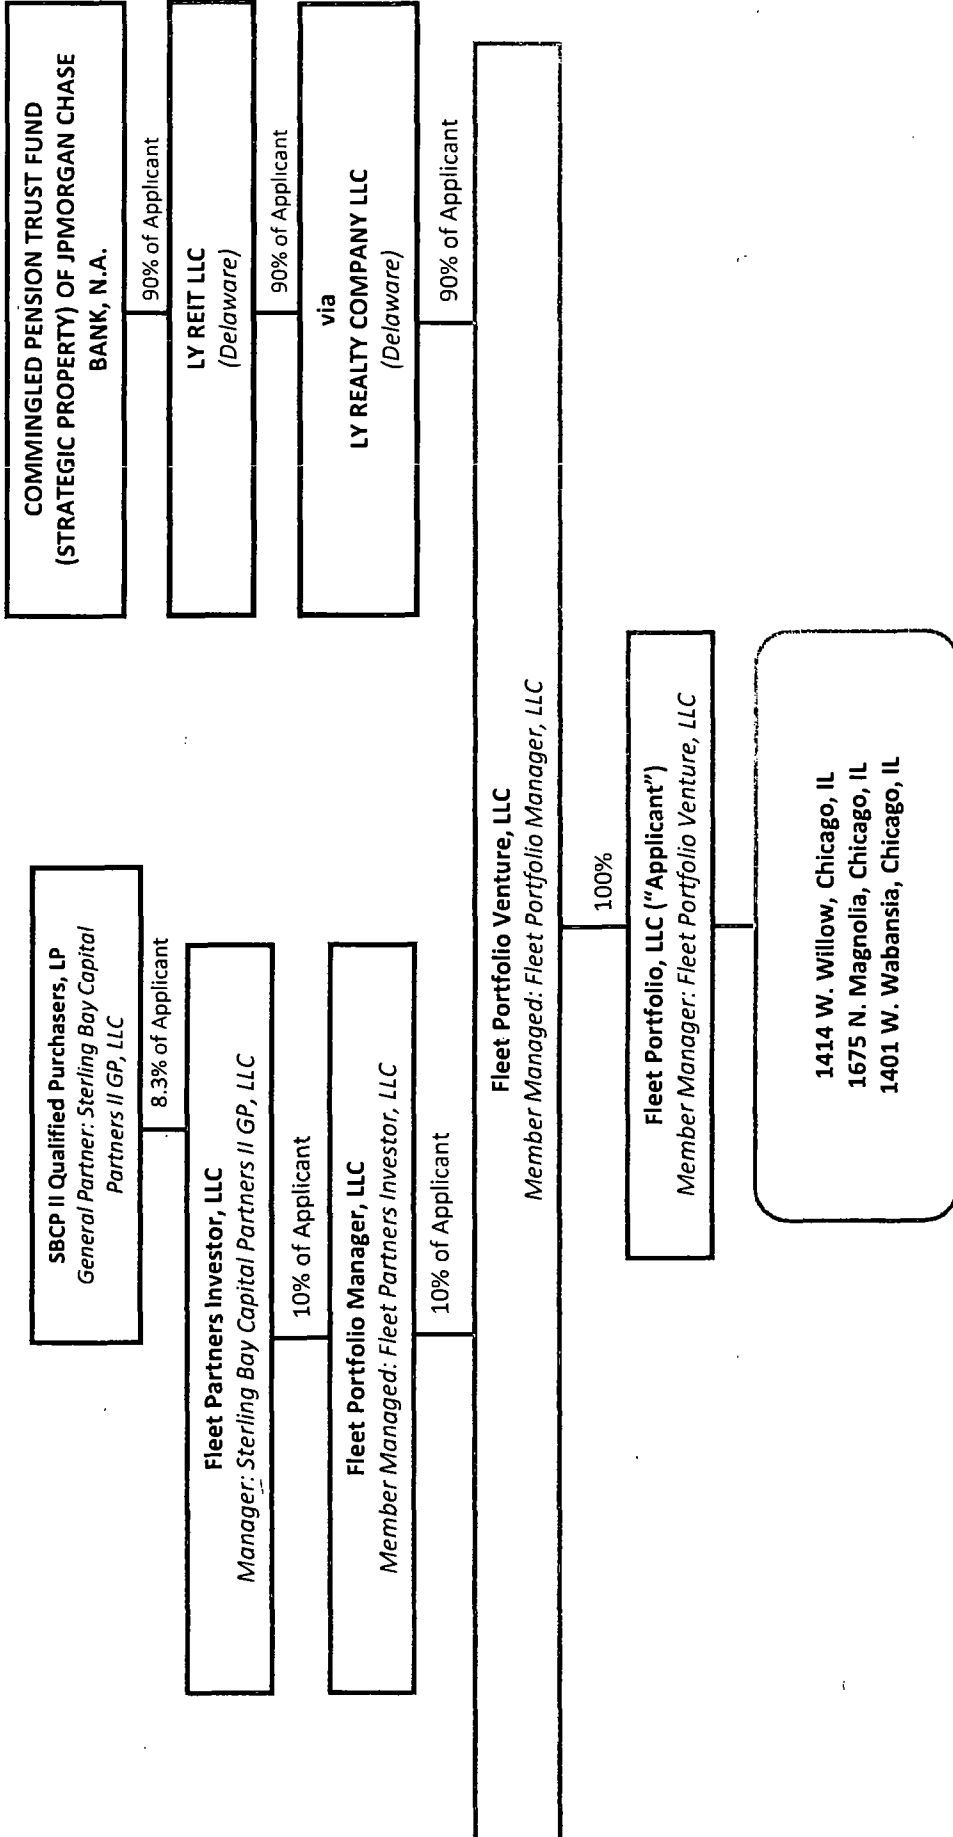 SBCP II Qualified Purchasers, LP
General Partner: Sterling Bay Capital
Partners II GP, LLC
8.3% of Applicant
Fleet Partners Investor, LLC
Manager: Sterling Bay Capital Partners II GP, LLC
10% of Applicant
Fleet Portfolio Manager, LLC
Member Managed: Fleet Partners Investor, LLC
10% of Applicant
COMMINGLED PENSION TRUST FUND
(STRATEGIC PROPERTY) OF JPMORGAN CHASE
BANK, N.A.
90% of Applicant
LY REIT LLC
(Delaware)
90% of Applicant
via
LY REALTY COMPANY LLC
(Delaware)
90% of Applicant
Fleet Portfolio Venture, LLC
Member Managed: Fleet Portfolio Manager, LLC
100%
Fleet Portfolio, LLC (“Applicant”)
Member Manager: Fleet Portfolio Venture, LLC
1414 W. Willow, Chicago, IL
1675 N. Magnolia, Chicago, IL
1401 W. Wabansia, Chicago, IL